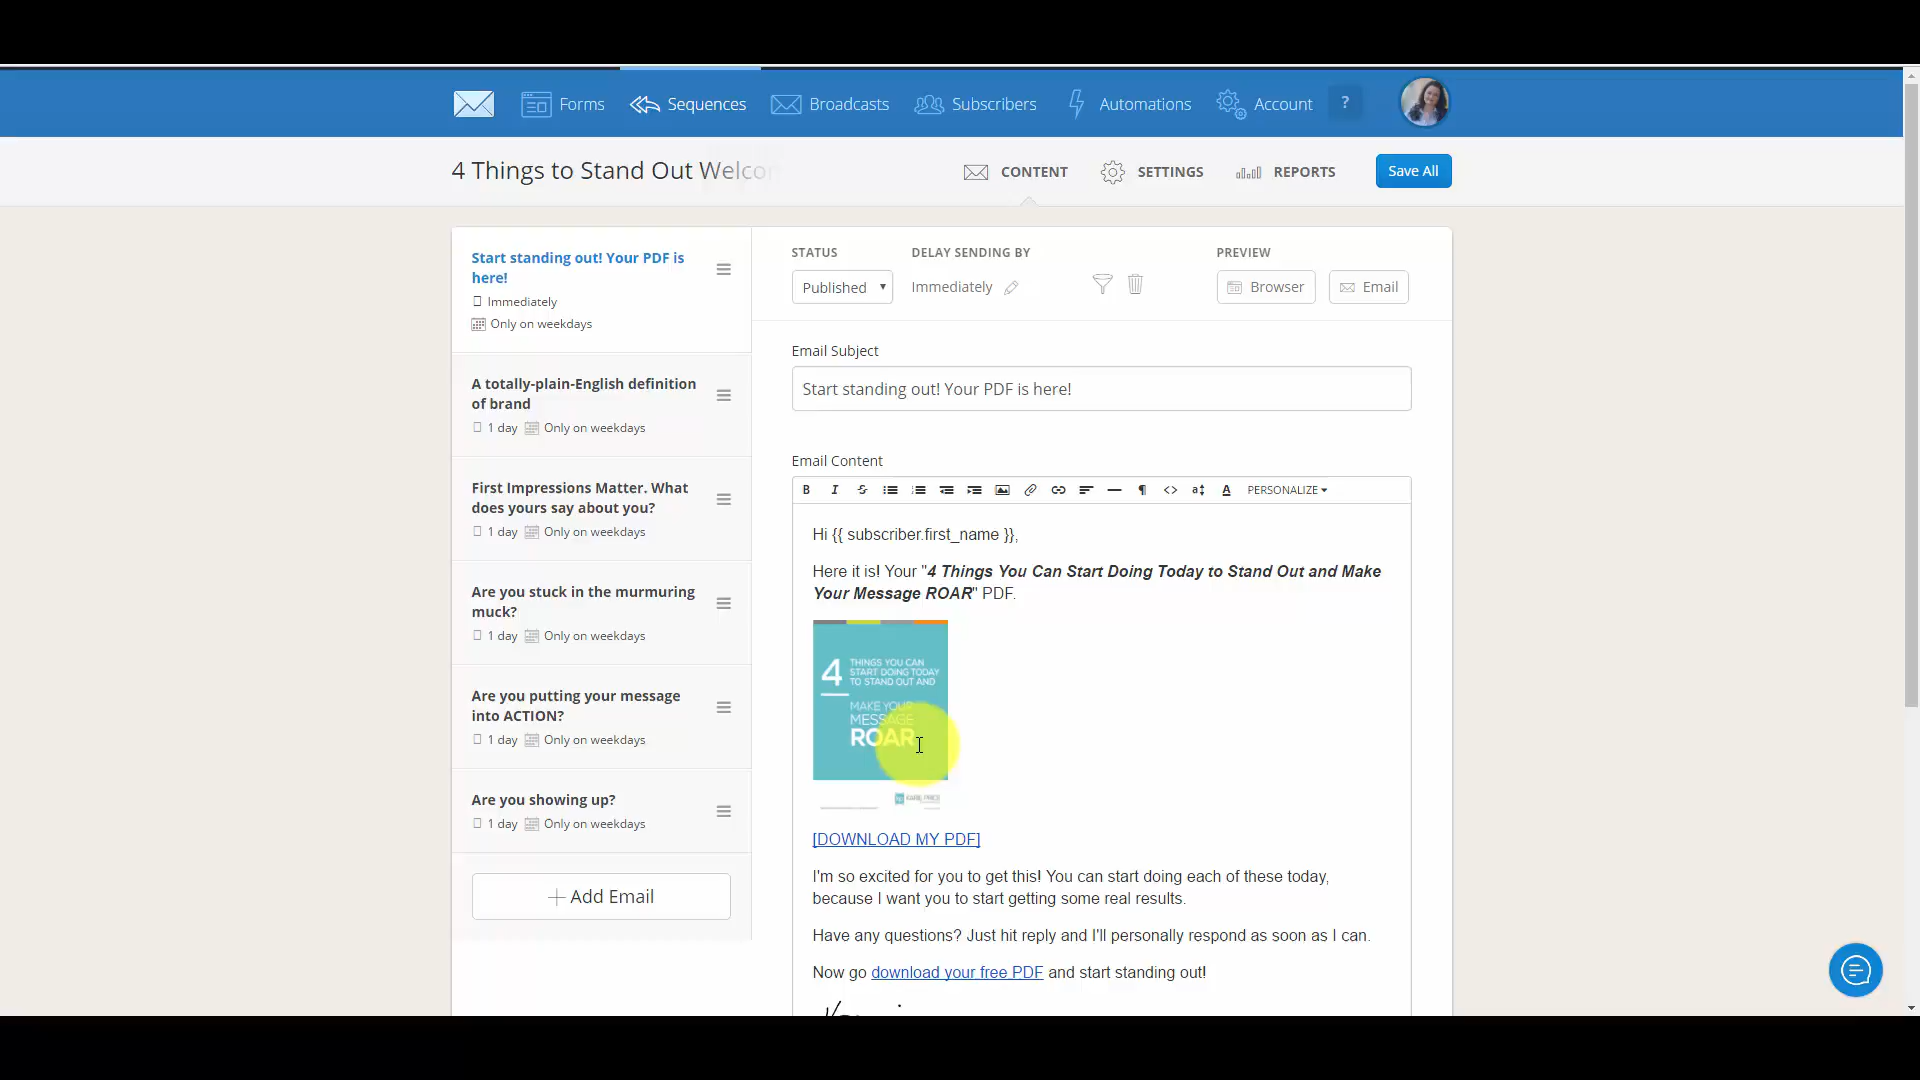 Forms
Sequences
Broadcasts
Subscribers
Automations
Account
?
4 Things to Stand Out Welco
CONTENT
SETTINGS
REPORTS
Save All
Start standing out! Your PDF is
here!
Immediately
Only on weekdays
A totally-plain-English definition
of brand
1 day Only on weekdays
First Impressions Matter. What
does yours say about you?
1 day Only on weekdays
Are you stuck in the murmuring
muck?
1 day Only on weekdays
Are you putting your message
into ACTION?
1 day Only on weekdays
Are you showing up?
1 day Only on weekdays
Add Email
STATUS
DELAY SENDING BY
PREVIEW
Published
Immediately
Browser
Email
Email Subject
Start standing out! Your PDF is here!
Email Content
PERSONALIZE
Hi {{ subscriber.first_name }},
Here it is! Your "4 Things You Can Start Doing Today to Stand Out and Make
Your Message ROAR" PDF.
4
THINGS YOU CAN
START DOING TODAY
TO STAND OUT AND
MAKE YOUR
MESSAGE
ROAR
[DOWNLOAD MY PDF]
I'm so excited for you to get this! You can start doing each of these today,
because I want you to start getting some real results.
Have any questions? Just hit reply and I'll personally respond as soon as I can.
Now go download your free PDF and start standing out!